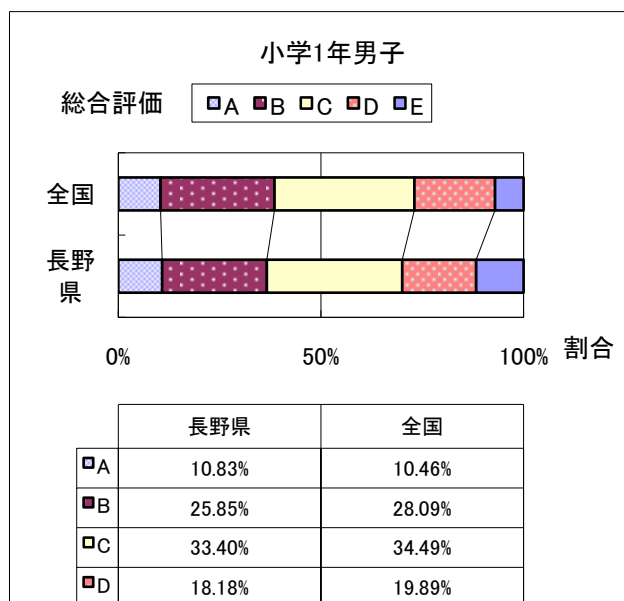 小学1年男子
総合評価 A B C D E
全国
長野
県
0% 50% 100% 割合
長野県 全国
A 10.83% 10.46%
B 25.85% 28.09%
C 33.40% 34.49%
D 18.18% 19.89%